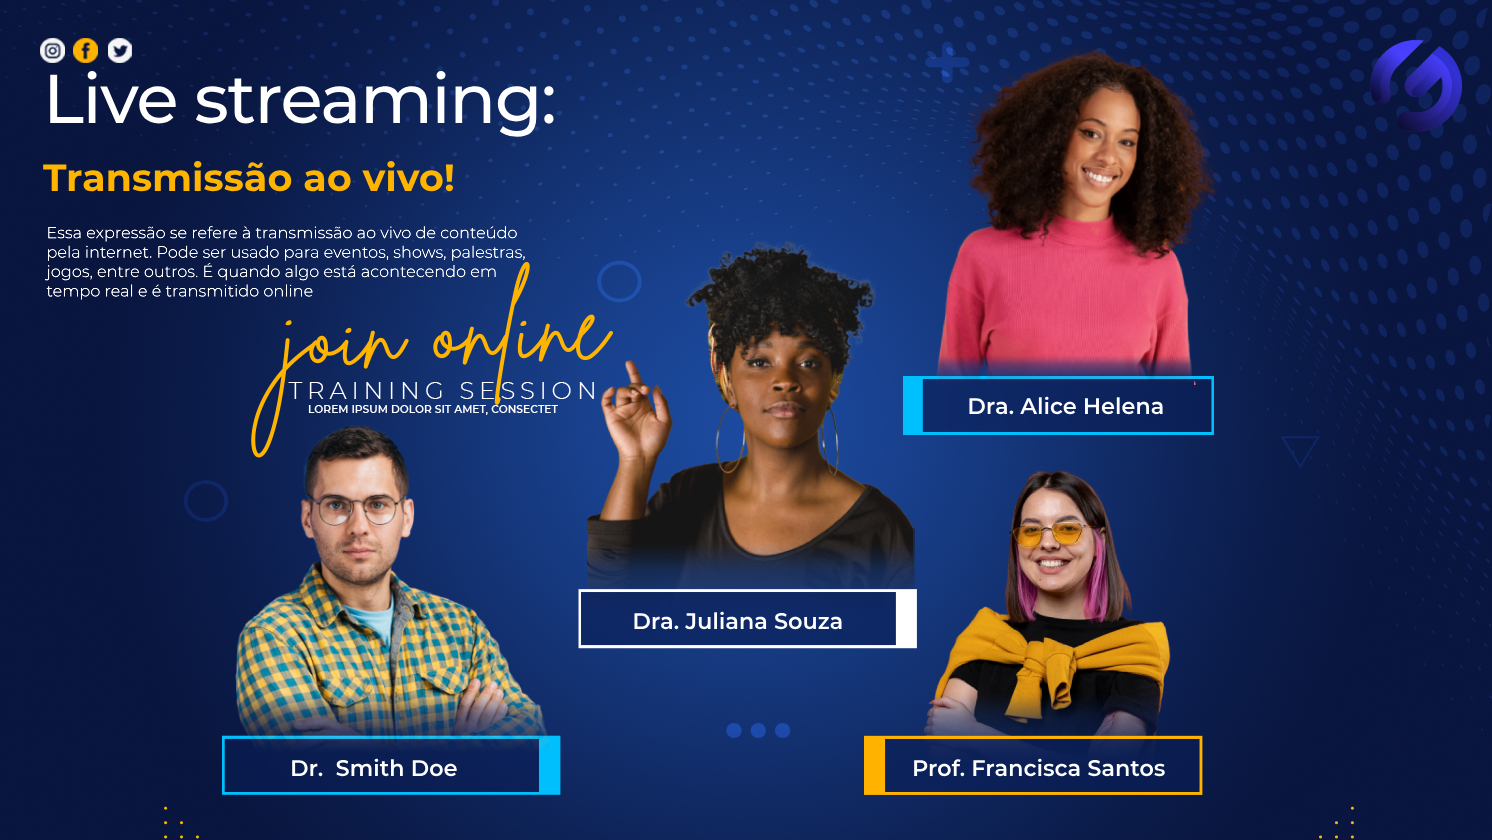 Live streaming:
Transmissão ao vivo!
Essa expressão se refere à transmissão ao vivo de conteúdo
pela internet. Pode ser usado para eventos, shows, palestras,
jogos, entre outros. É quando algo está acontecendo em
tempo real e é transmitido online
join online
TRAINING SESSION
LOREM IPSUM DOLOR SIT AMET, CONSECTET
Dra. Alice Helena
Dra. Juliana Souza
Dr. Smith Doe
Prof. Francisca Santos